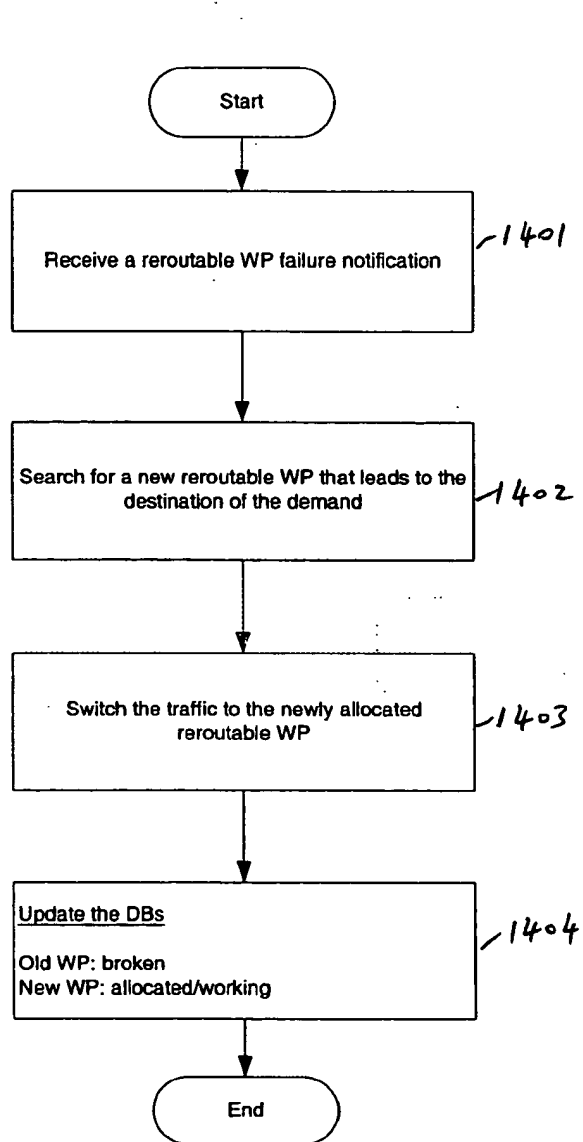 Start
Receive a reroutable WP failure notification
1401
Search for a new reroutable WP that leads to the
destination of the demand
1402
Switch the traffic to the newly allocated
reroutable WP
1403
Update the DBs
Old WP: broken
New WP: allocated/working
1404
End